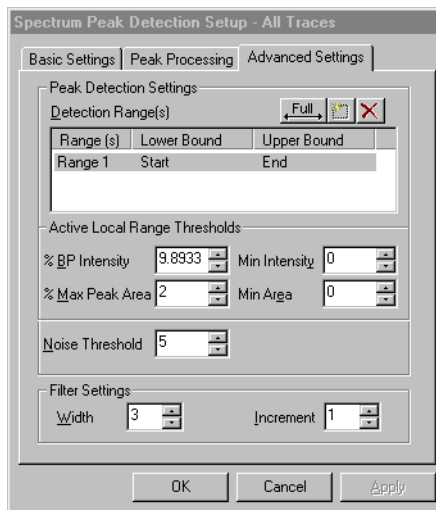 Spectrum Peak Detection Setup - All Traces
Basic Settings Peak Processing Advanced Settings
Peak Detection Settings
Detection Range(s) Full
Range (s) Lower Bound Upper Bound
Range 1 Start End
Active Local Range Thresholds
% BP Intensity 9.8933 Min Intensity 0
% Max Peak Area 2 Min Area 0
Noise Threshold 5
Filter Settings
Width 3 Increment 1
OK Cancel Apply